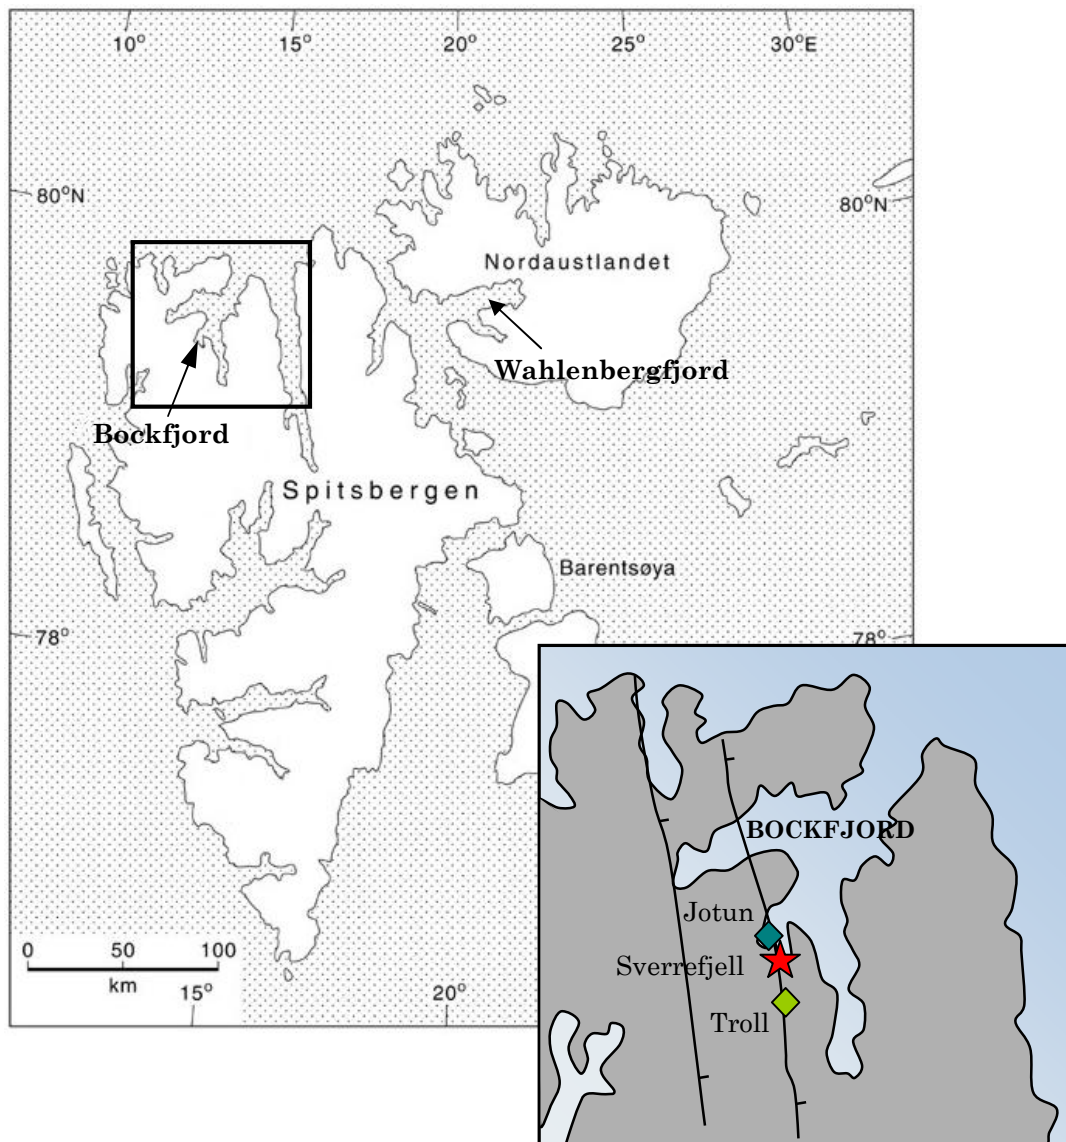 10° 15° 20° 25° 30°E
80°N 80°N
Nordaustlandet
Wahlenbergfjord
Bockfjord
Spitsbergen
Barentsøya
78° 78°
BOCKFJORD
Jotun
Sverrefjell
Troll
0 50 100
km
15° 20°